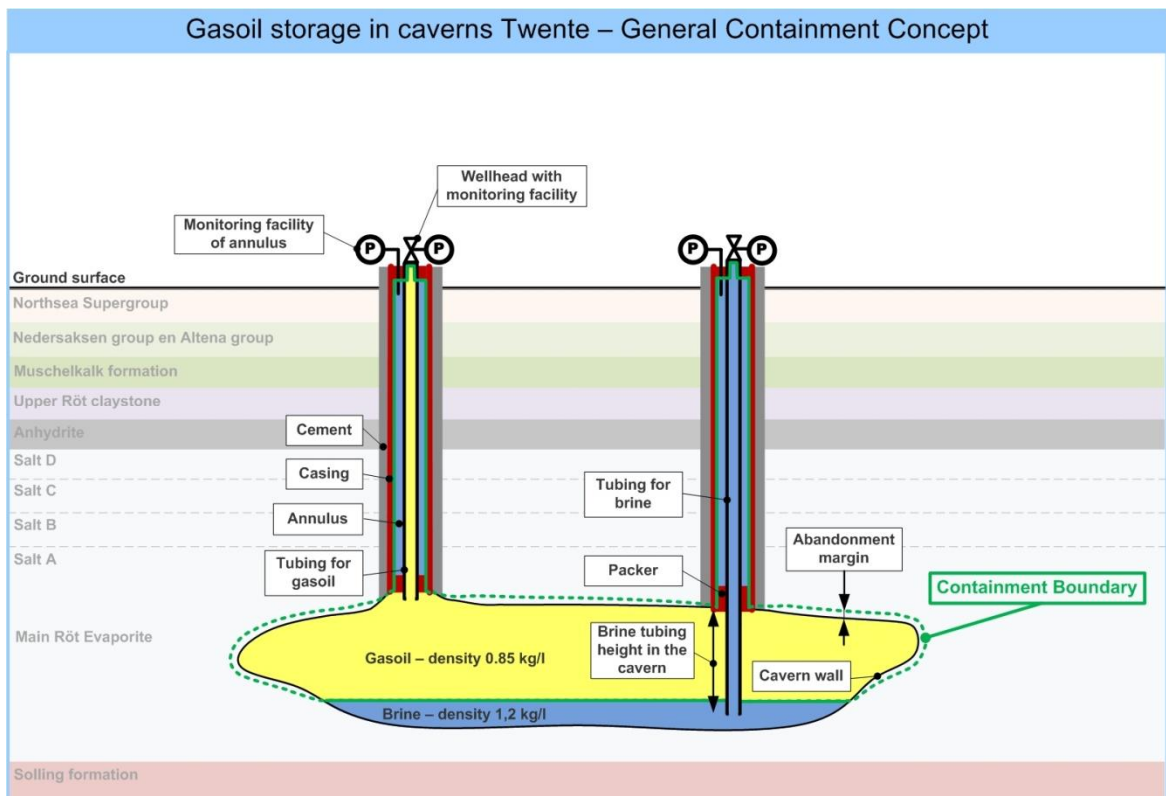 Gasoil storage in caverns Twente – General Containment Concept
Wellhead with
monitoring facility
Monitoring facility
of annulus
P
P
P
P
Ground surface
Northsea Supergroup
Nedersaksen group en Altena group
Muschelkalk formation
Upper Röt claystone
Anhydrite
Cement
Salt D
Casing
Salt C
Tubing for
brine
Annulus
Salt B
Abandonment
margin
Salt A
Tubing for
gasoil
Packer
Containment Boundary
Main Röt Evaporite
Brine tubing
height in the
cavern
Gasoil – density 0.85 kg/l
Cavern wall
Brine – density 1,2 kg/l
Solling formation